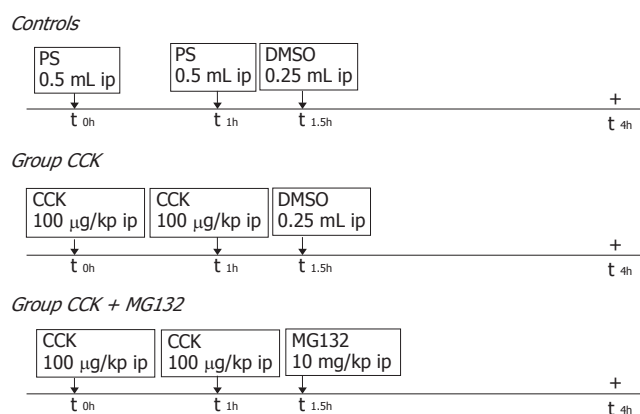 Controls
PS PS DMSO
0.5 mL ip 0.5 mL ip 0.25 mL ip
+
t 0h t 1h t 1.5h t 4h
Group CCK
CCK CCK DMSO
100 μg/kp ip 100 μg/kp ip 0.25 mL ip
+
t 0h t 1h t 1.5h t 4h
Group CCK + MG132
CCK CCK MG132
100 μg/kp ip 100 μg/kp ip 10 mg/kp ip
+
t 0h t 1h t 1.5h t 4h